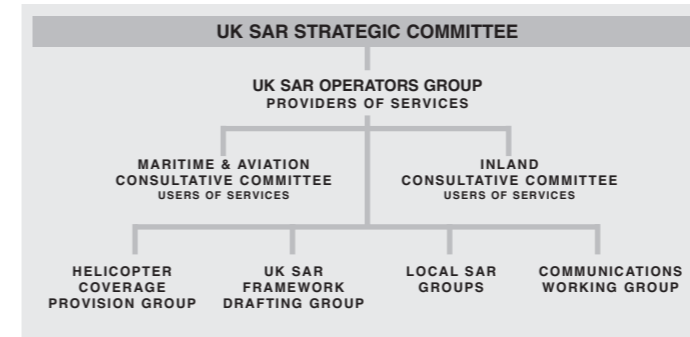 UK SAR STRATEGIC COMMITTEE
UK SAR OPERATORS GROUP
PROVIDERS OF SERVICES
MARITIME & AVIATION
CONSULTATIVE COMMITTEE
USERS OF SERVICES
INLAND
CONSULTATIVE COMMITTEE
USERS OF SERVICES
HELICOPTER
COVERAGE
PROVISION GROUP
UK SAR
FRAMEWORK
DRAFTING GROUP
LOCAL SAR
GROUPS
COMMUNICATIONS
WORKING GROUP